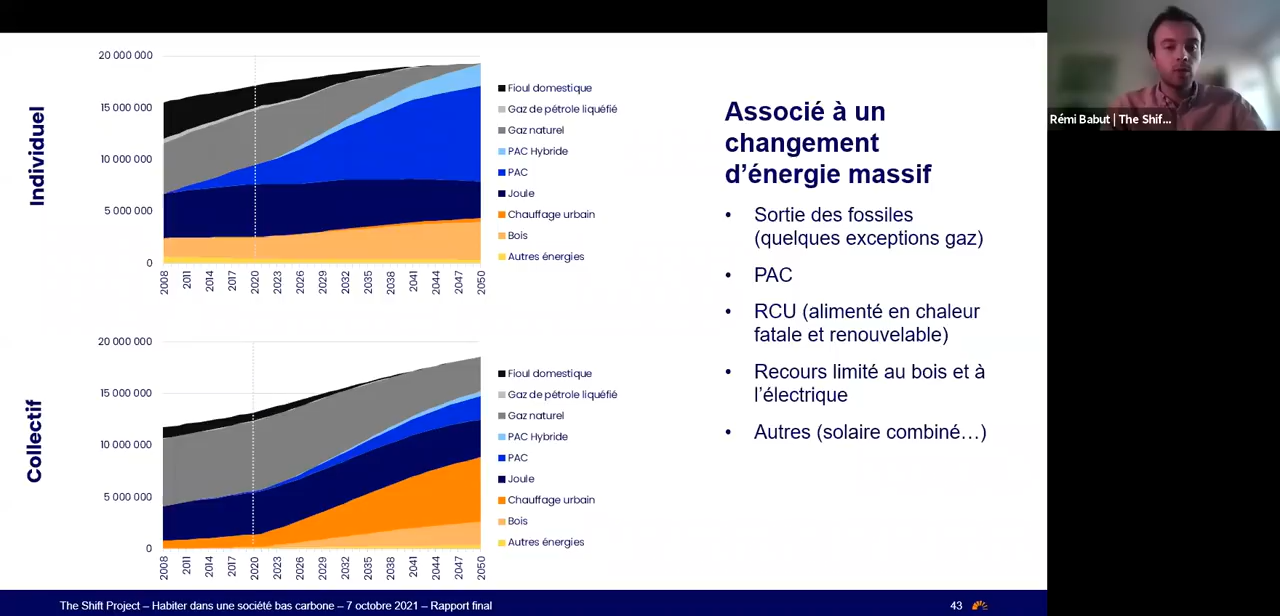 Individuel
20 000 000
15 000 000
10 000 000
5 000 000
0
2008 2011 2014 2017 2020 2023 2026 2029 2032 2035 2038 2041 2044 2047 2050
Fioul domestique
Gaz de pétrole liquéfié
Gaz naturel
PAC Hybride
PAC
Joule
Chauffage urbain
Bois
Autres énergies
Collectif
20 000 000
15 000 000
10 000 000
5 000 000
0
2008 2011 2014 2017 2020 2023 2026 2029 2032 2035 2038 2041 2044 2047 2050
Fioul domestique
Gaz de pétrole liquéfié
Gaz naturel
PAC Hybride
PAC
Joule
Chauffage urbain
Bois
Autres énergies
Associé à un
changement
d’énergie massif
• Sortie des fossiles
(quelques exceptions gaz)
• PAC
• RCU (alimenté en chaleur
fatale et renouvelable)
• Recours limité au bois et à
l’électrique
• Autres (solaire combiné…)
Rémi Babut | The Shif...
The Shift Project – Habiter dans une société bas carbone – 7 octobre 2021 – Rapport final
43